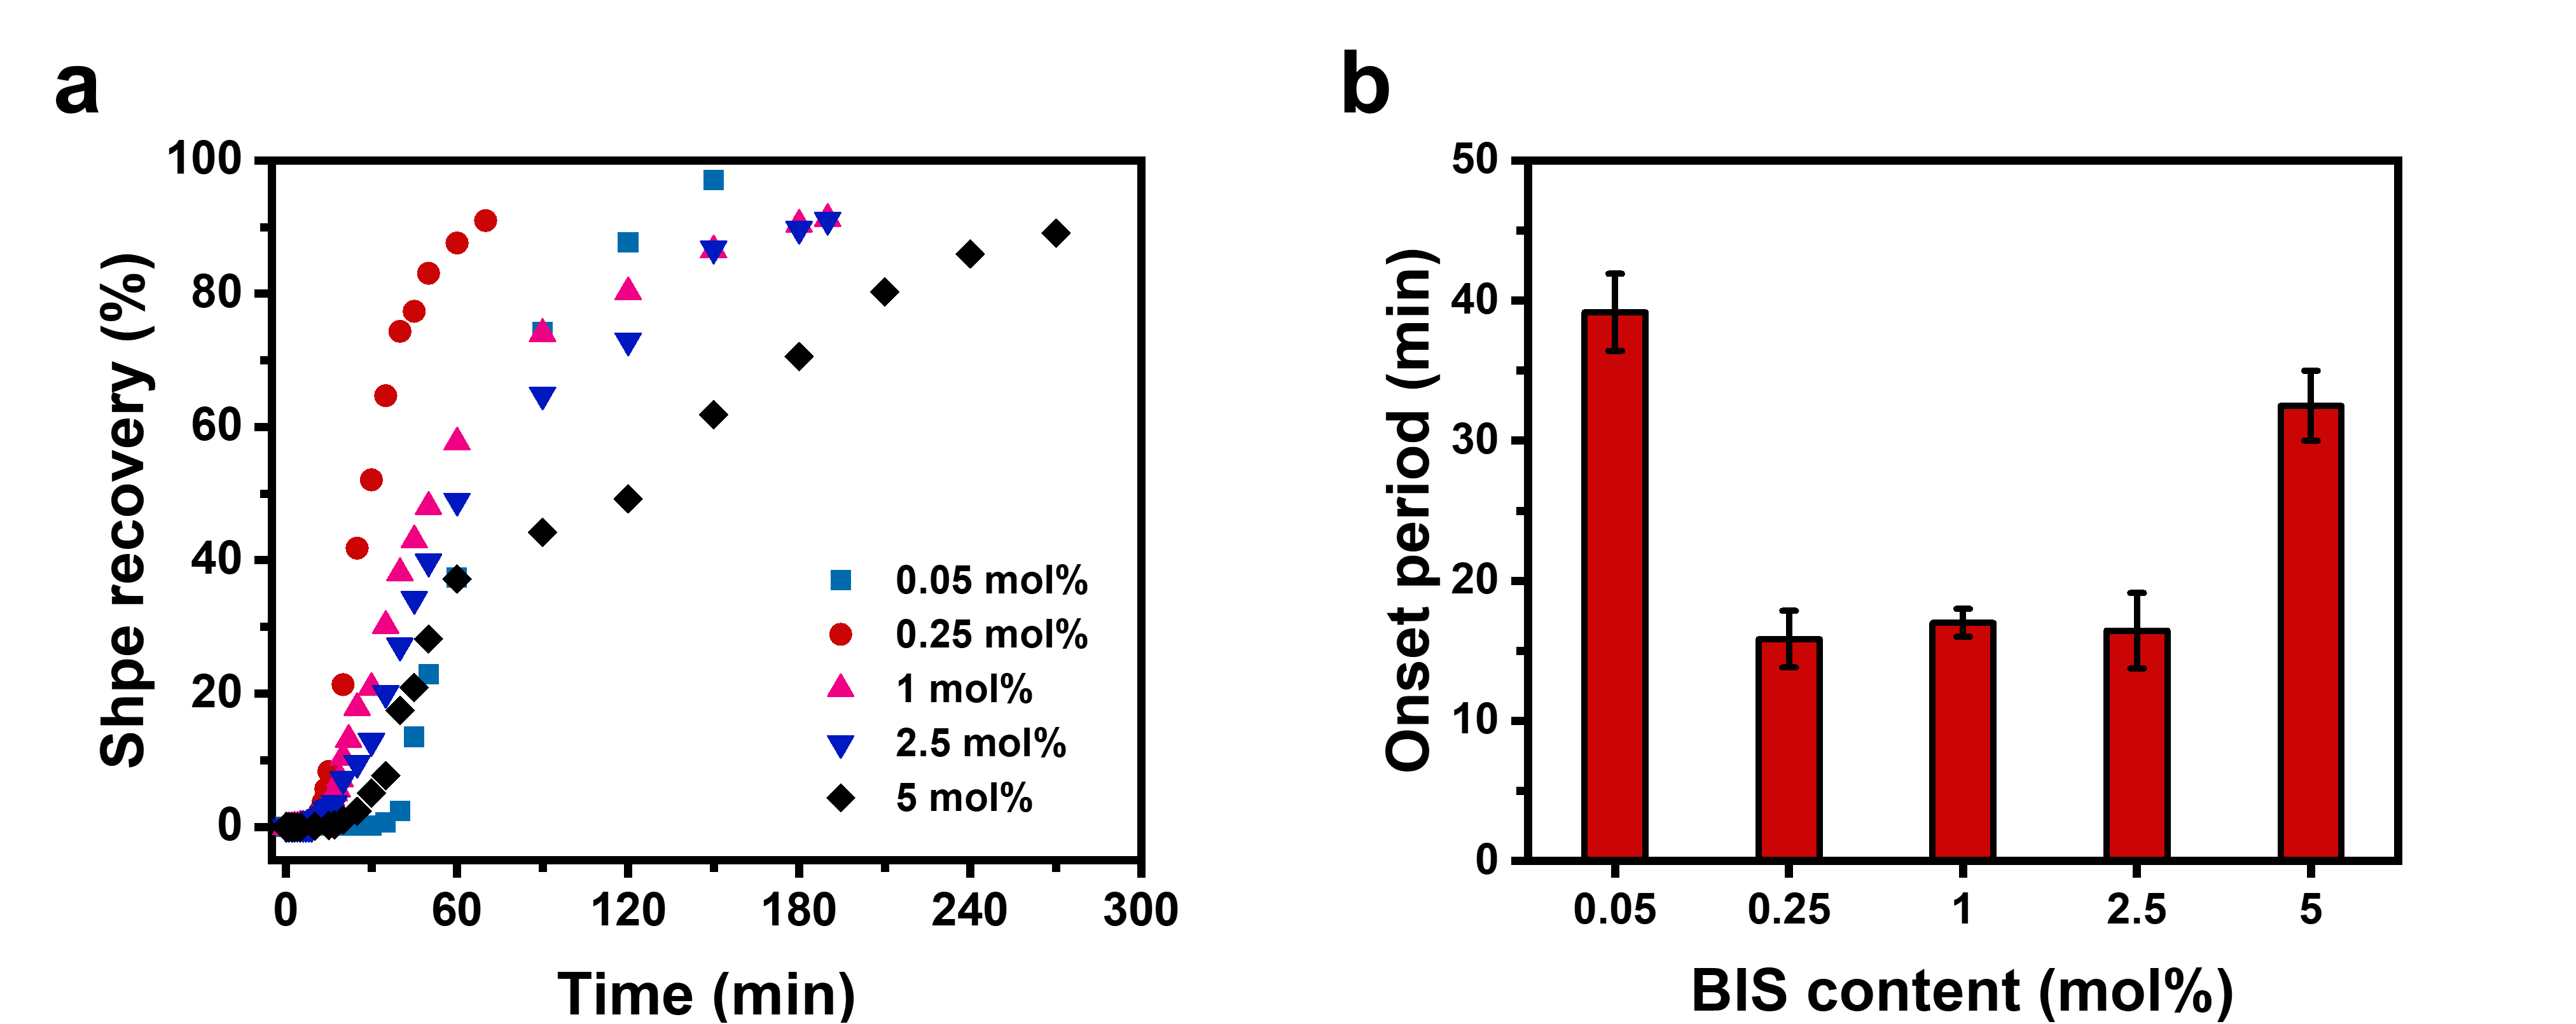 a
b
100
80
60
40
20
0
Shpe recovery (%)
0.05 mol%
0.25 mol%
1 mol%
2.5 mol%
5 mol%
0 60 120 180 240 300
Time (min)
50
40
30
20
10
0
Onset period (min)
0.05 0.25 1 2.5 5
BIS content (mol%)